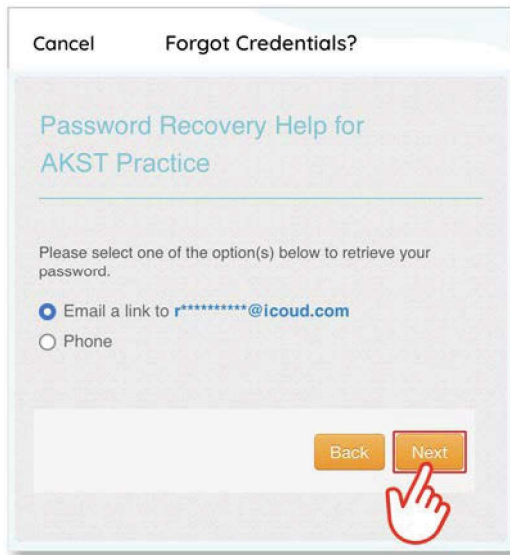 Cancel Forgot Credentials?
Password Recovery Help for
AKST Practice
Please select one of the option(s) below to retrieve your
password.
Email a link to r**********@icoud.com
Phone
Back Next